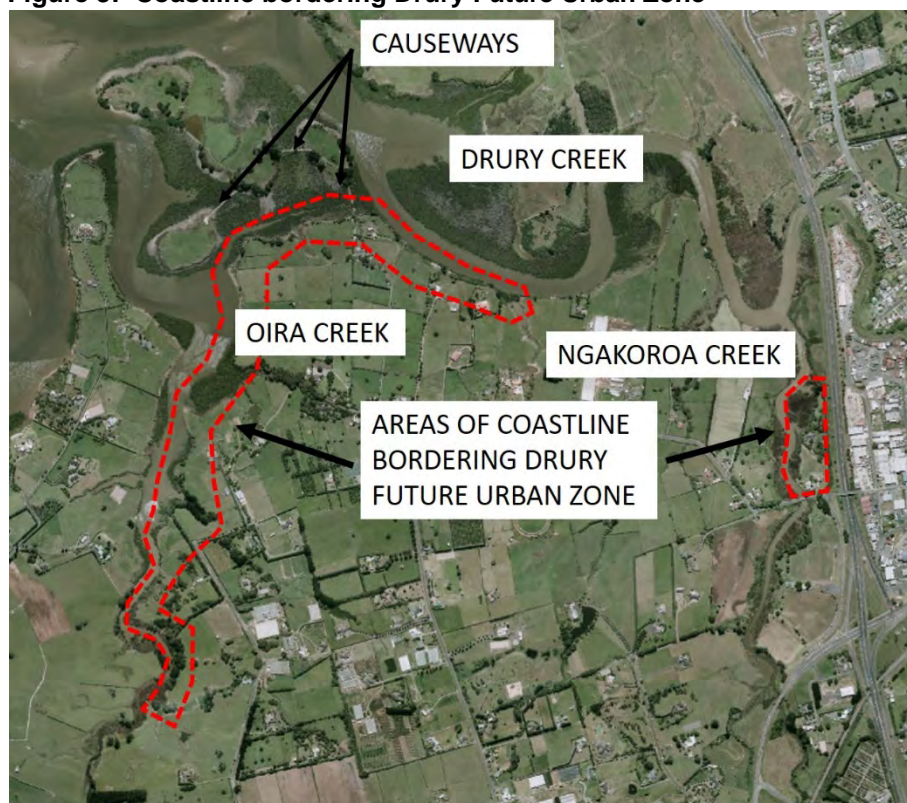 Figure Coastline bordering Drury Future Urban Zone
CAUSEWAYS
DRURY CREEK
OIRA CREEK
NGAKOROA CREEK
AREAS OF COASTLINE
BORDERING DRURY
FUTURE URBAN ZONE